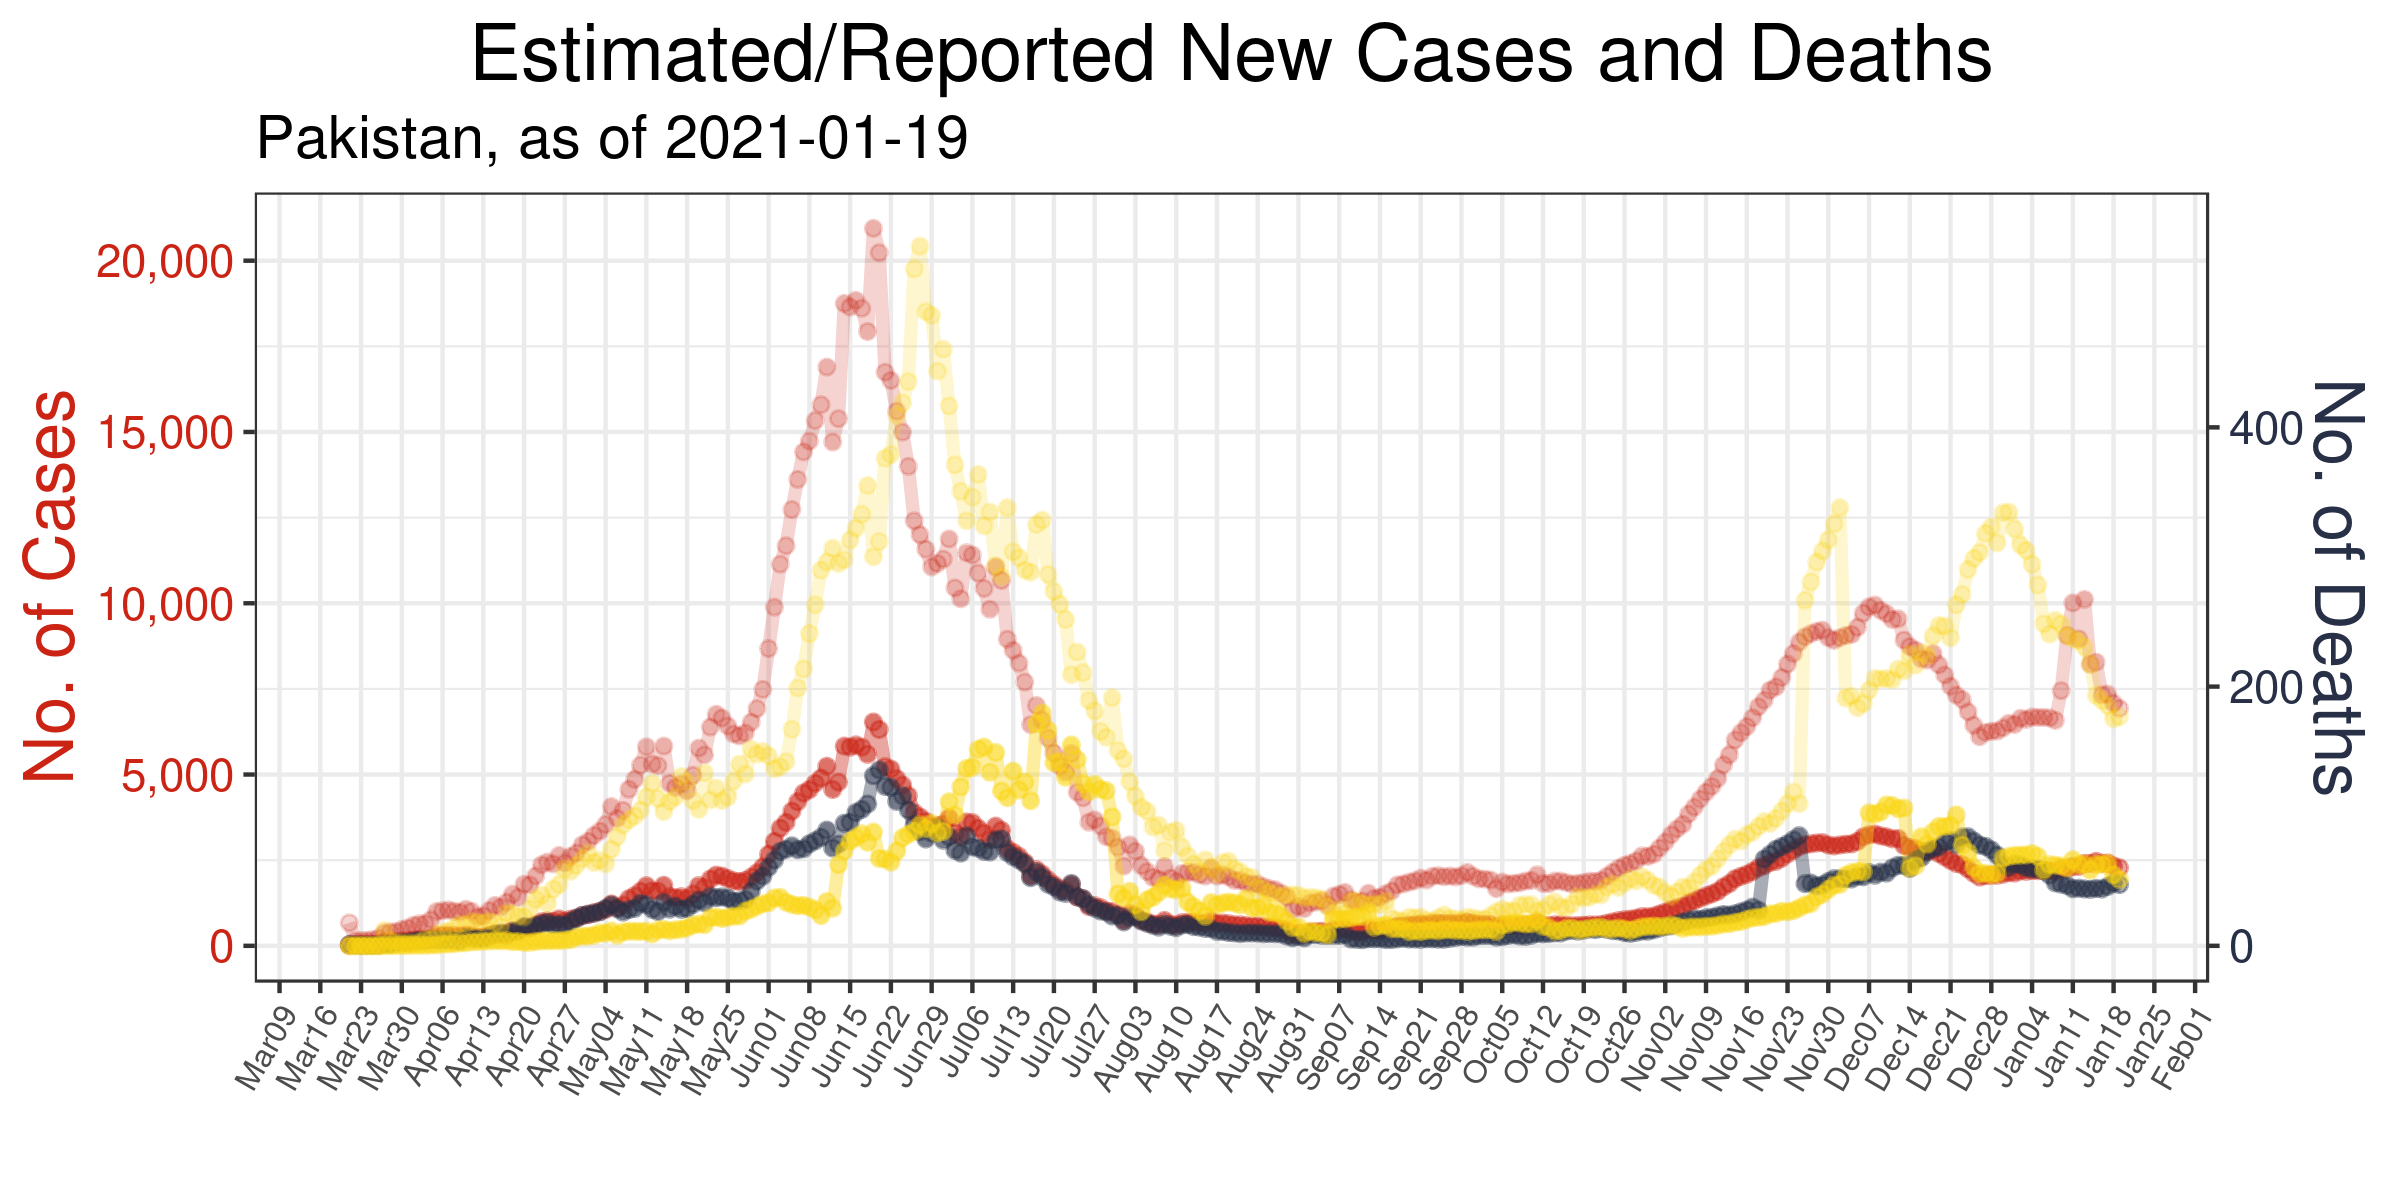 Estimated/Reported New Cases and Deaths
Pakistan, as of 2021-01-19
No. of Cases
20,000
15,000
10,000
5,000
0
No. of Deaths
400
200
0
Mar09
Mar16
Mar23
Mar30
Apr06
Apr13
Apr20
Apr27
May04
May11
May18
May25
Jun01
Jun08
Jun15
Jun22
Jun29
Jul06
Jul13
Jul20
Jul27
Aug03
Aug10
Aug17
Aug24
Aug31
Sep07
Sep14
Sep21
Sep28
Oct05
Oct12
Oct19
Oct26
Nov02
Nov09
Nov16
Nov23
Nov30
Dec07
Dec14
Dec21
Dec28
Jan04
Jan11
Jan18
Jan25
Feb01